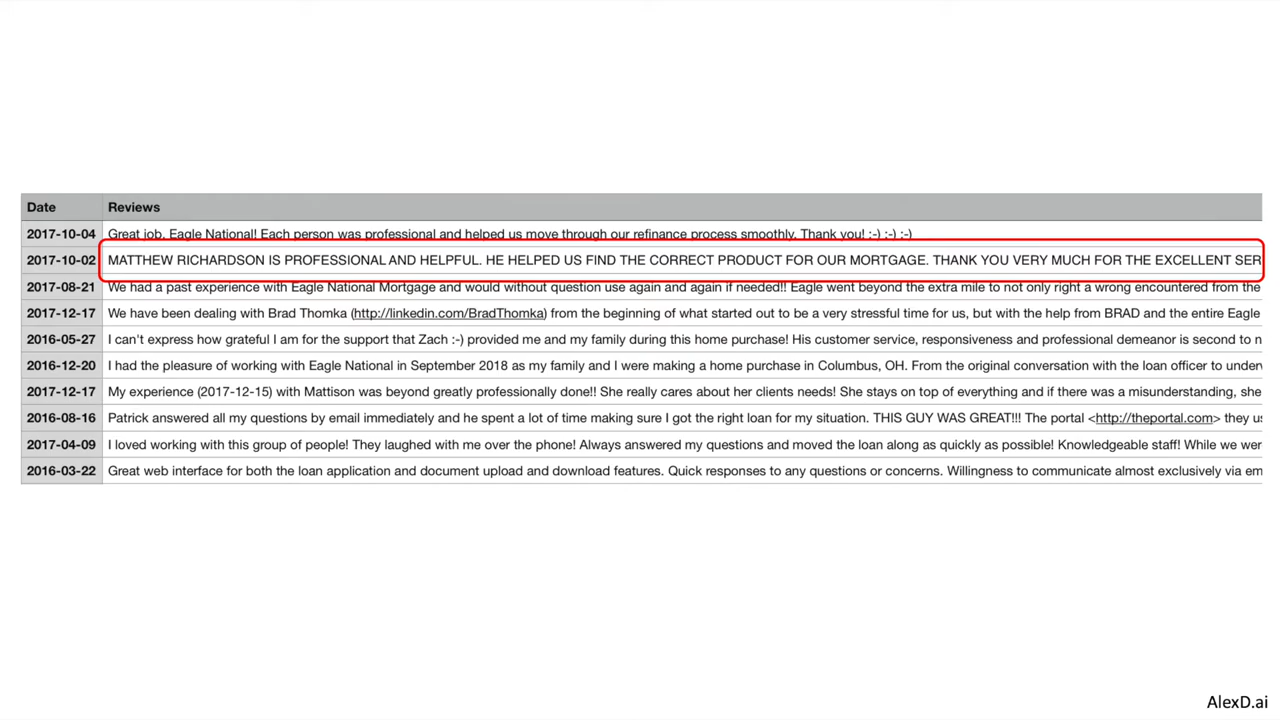 Date Reviews
2017-10-04 Great job, Eagle National! Each person was professional and helped us move through our refinance process smoothly. Thank you! :-) :-) :-)
2017-10-02 MATTHEW RICHARDSON IS PROFESSIONAL AND HELPFUL. HE HELPED US FIND THE CORRECT PRODUCT FOR OUR MORTGAGE. THANK YOU VERY MUCH FOR THE EXCELLENT SER
2017-08-21 We had a past experience with Eagle National Mortgage and would without question use again and again if needed!! Eagle went beyond the extra mile to not only right a wrong encountered from the
2017-12-17 We have been dealing with Brad Thomka (http://linkedin.com/BradThomka) from the beginning of what started out to be a very stressful time for us, but with the help from BRAD and the entire Eagle
2016-05-27 I can't express how grateful I am for the support that Zach :-) provided me and my family during this home purchase! His customer service, responsiveness and professional demeanor is second to n
2016-12-20 I had the pleasure of working with Eagle National in September 2018 as my family and I were making a home purchase in Columbus, OH. From the original conversation with the loan officer to underv
2017-12-17 My experience (2017-12-15) with Mattison was beyond greatly professionally done!! She really cares about her clients needs! She stays on top of everything and if there was a misunderstanding, she
2016-08-16 Patrick answered all my questions by email immediately and he spent a lot of time making sure I got the right loan for my situation. THIS GUY WAS GREAT!!! The portal <http://theportal.com> they us
2017-04-09 I loved working with this group of people! They laughed with me over the phone! Always answered my questions and moved the loan along as quickly as possible! Knowledgeable staff! While we wer
2016-03-22 Great web interface for both the loan application and document upload and download features. Quick responses to any questions or concerns. Willingness to communicate almost exclusively via em
AlexD.ai